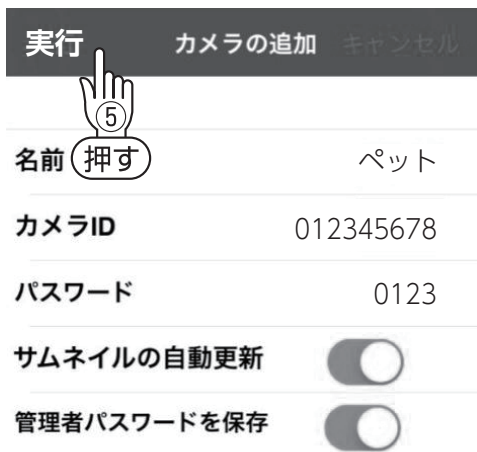 実行 カメラの追加 キャンセル
⑤
名前 押す ペット
カメラID 012345678
パスワード 0123
サムネイルの自動更新
管理者パスワードを保存